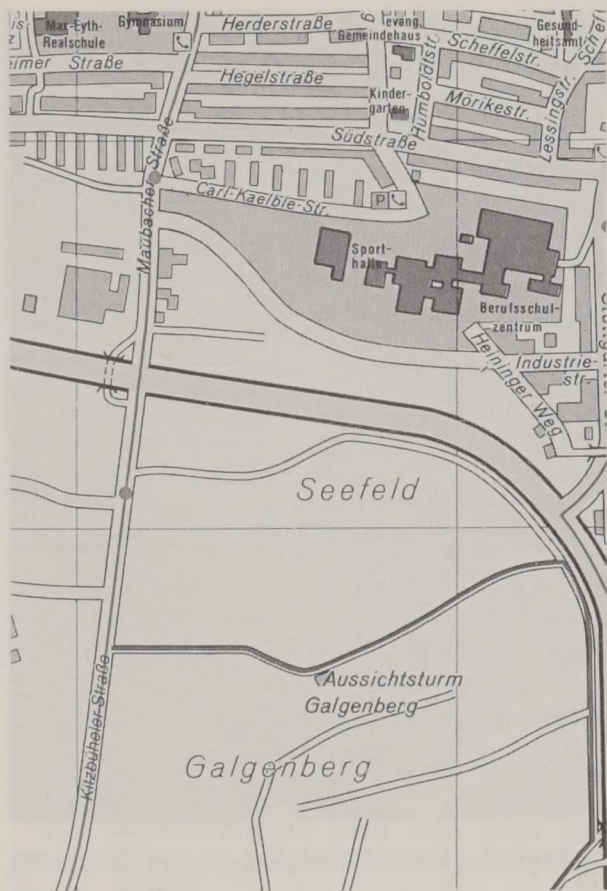 Max-Eyth-
Realschule
Gymnasium
Herderstraße
evang.
Gemeindehaus
Gesund-
heitsamt
Scheffelstr.
eimer Straße
Hegelstraße
Kinder-
garten
Humboldtstr.
Mörikestr.
Lessingstr.
Südstraße
Maubacher Straße
Carl-Kaelble-Str.
P
Sport-
halle
Berufsschul-
zentrum
Heininger Weg
Industrie-
str.
Seefeld
Aussichtsturm
Galgenberg
Galgenberg
Kitzbüheler Straße